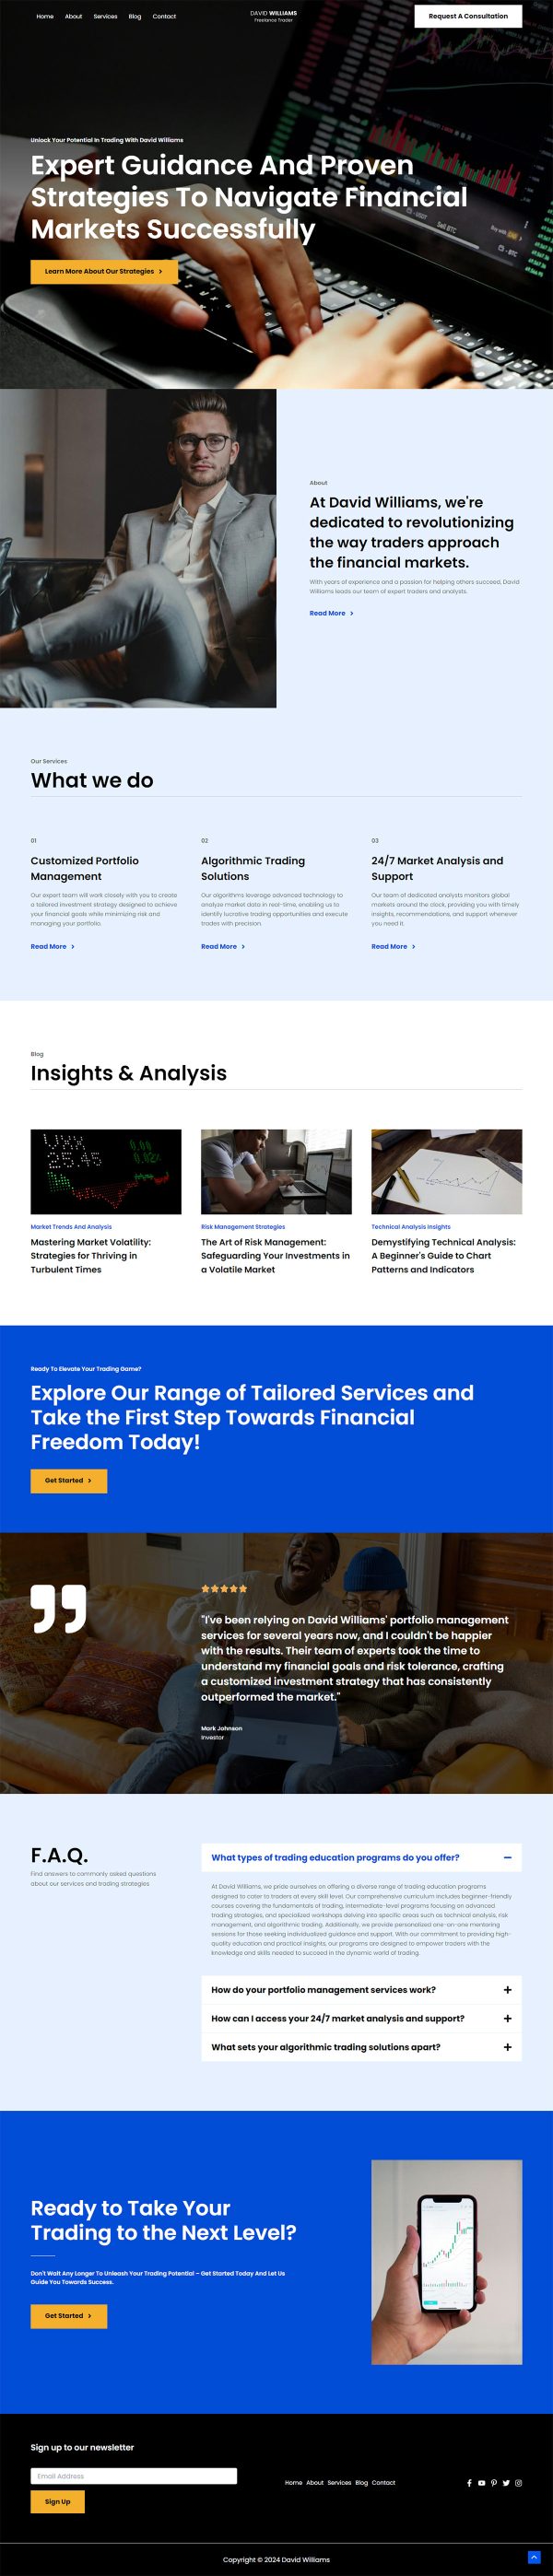 Home About Services Blog Contact
DAVID WILLIAMS
Freelance Trader
Request A Consultation
Unlock Your Potential In Trading With David Williams
Expert Guidance And Proven
Strategies To Navigate Financial
Markets Successfully
Learn More About Our Strategies
About
At David Williams, we're
dedicated to revolutionizing
the way traders approach
the financial markets.
With years of experience and a passion for helping others succeed, David
Williams leads our team of expert traders and analysts.
Read More
Our Services
What we do
01
Customized Portfolio
Management
Our expert team will work closely with you to create
a tailored investment strategy designed to achieve
your financial goals while minimizing risk and
managing your portfolio.
Read More
02
Algorithmic Trading
Solutions
Our algorithms leverage advanced technology to
analyze market data in real-time, enabling us to
identify lucrative trading opportunities and execute
trades with precision.
Read More
03
24/7 Market Analysis and
Support
Our team of dedicated analysts monitors global
markets around the clock, providing you with timely
insights, recommendations, and support whenever
you need it.
Read More
Blog
Insights & Analysis
25.45
Market Trends And Analysis
Mastering Market Volatility:
Strategies for Thriving in
Turbulent Times
Risk Management Strategies
The Art of Risk Management:
Safeguarding Your Investments in
a Volatile Market
Technical Analysis Insights
Demystifying Technical Analysis:
A Beginner's Guide to Chart
Patterns and Indicators
Ready To Elevate Your Trading Game?
Explore Our Range of Tailored Services and
Take the First Step Towards Financial
Freedom Today!
Get Started
"I've been relying on David Williams' portfolio management
services for several years now, and I couldn't be happier
with the results. Their team of experts took the time to
understand my financial goals and risk tolerance, crafting
a customized investment strategy that has consistently
outperformed the market."
Mark Johnson
Investor
F.A.Q.
Find answers to commonly asked questions
about our services and trading strategies
What types of trading education programs do you offer?
At David Williams, we pride ourselves on offering a diverse range of trading education programs
designed to cater to traders at every skill level. Our comprehensive curriculum includes beginner-friendly
courses covering the fundamentals of trading, intermediate-level programs focusing on advanced
trading strategies, and specialized workshops delving into specific areas such as technical analysis, risk
management, and algorithmic trading. Additionally, we provide personalized one-on-one mentoring
sessions for those seeking individualized guidance and support. With our commitment to providing high-
quality education and practical insights, our programs are designed to empower traders with the
knowledge and skills needed to succeed in the dynamic world of trading.
How do your portfolio management services work?
How can I access your 24/7 market analysis and support?
What sets your algorithmic trading solutions apart?
Ready to Take Your
Trading to the Next Level?
Don't Wait Any Longer To Unleash Your Trading Potential – Get Started Today And Let Us
Guide You Towards Success.
Get Started
Sign up to our newsletter
Email Address
Sign Up
Home About Services Blog Contact
Copyright © 2024 David Williams